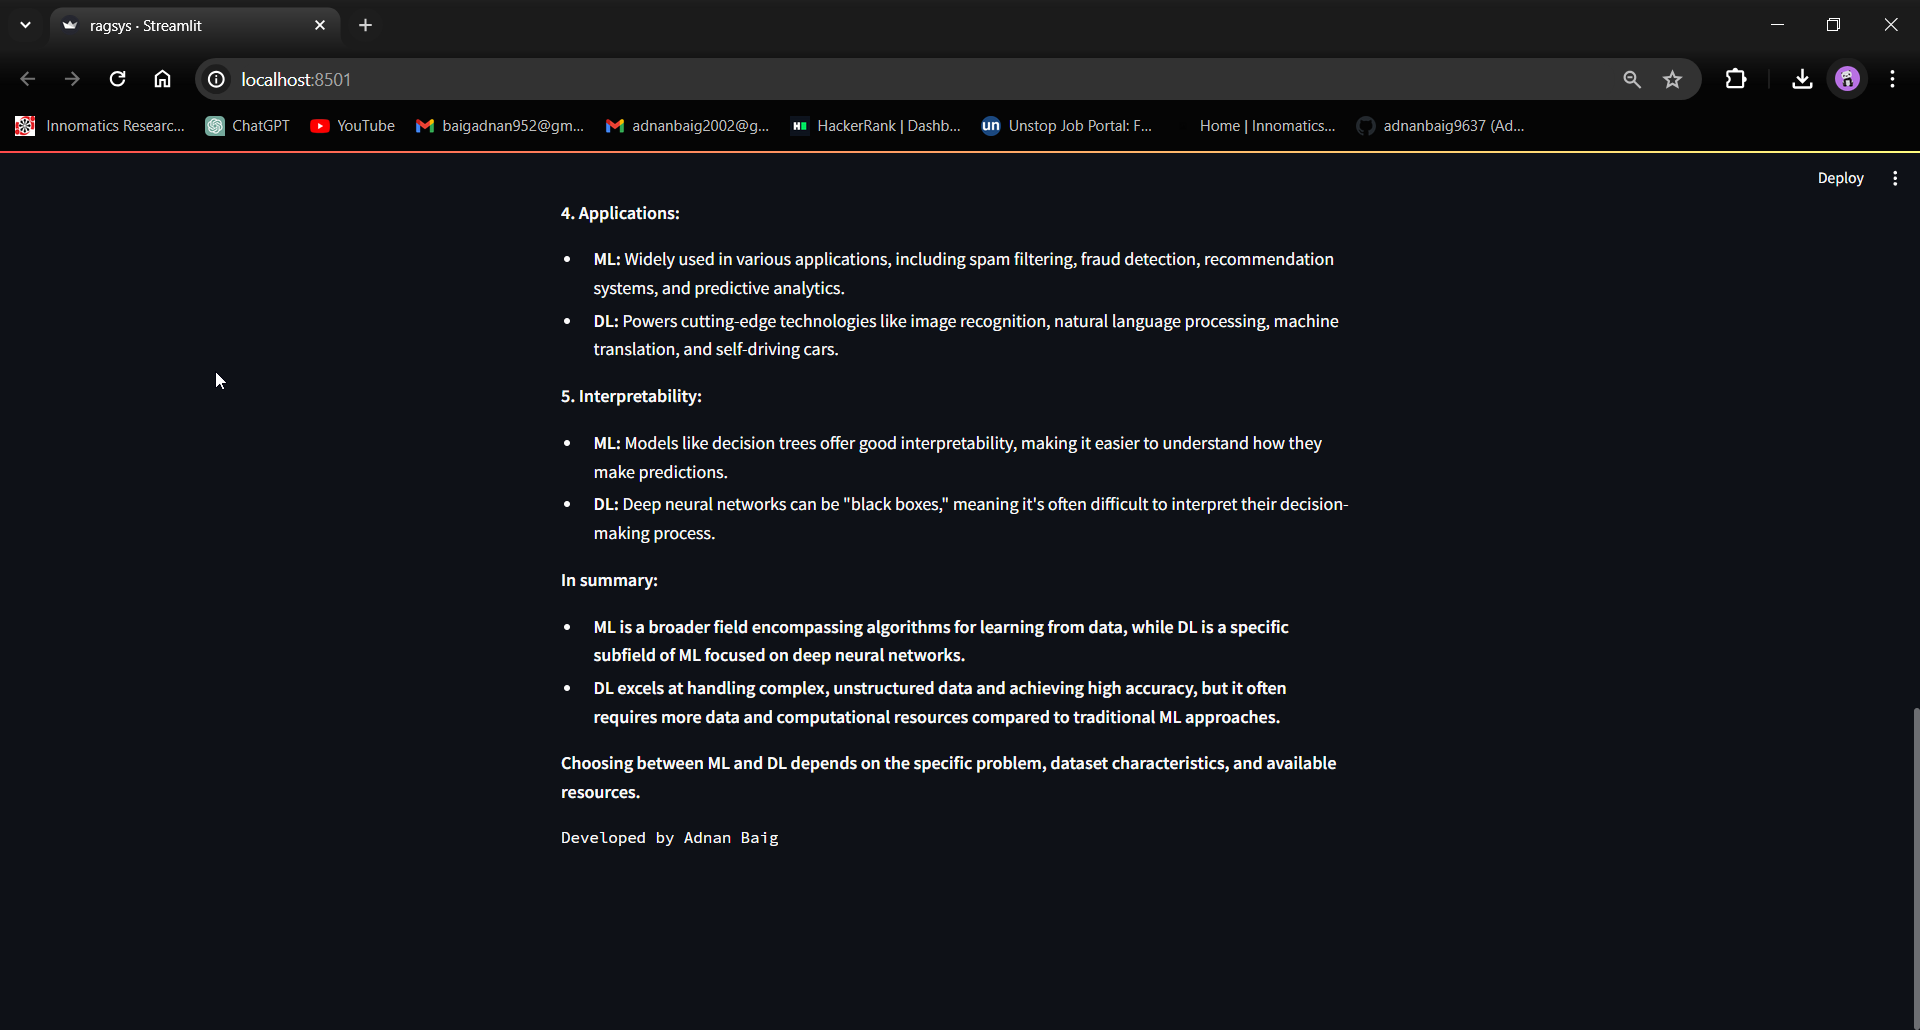 ragsys · Streamlit
localhost:8501
Innomatics Researc...
ChatGPT
YouTube
baigadnan952@gm...
adnanbaig2002@g...
HackerRank | Dashb...
un
Unstop Job Portal: F...
Home | Innomatics...
adnanbaig9637 (Ad...
Deploy
4. Applications:
• ML: Widely used in various applications, including spam filtering, fraud detection, recommendation
systems, and predictive analytics.
• DL: Powers cutting-edge technologies like image recognition, natural language processing, machine
translation, and self-driving cars.
5. Interpretability:
• ML: Models like decision trees offer good interpretability, making it easier to understand how they
make predictions.
• DL: Deep neural networks can be "black boxes," meaning it's often difficult to interpret their decision-
making process.
In summary:
• ML is a broader field encompassing algorithms for learning from data, while DL is a specific
subfield of ML focused on deep neural networks.
• DL excels at handling complex, unstructured data and achieving high accuracy, but it often
requires more data and computational resources compared to traditional ML approaches.
Choosing between ML and DL depends on the specific problem, dataset characteristics, and available
resources.
Developed by Adnan Baig